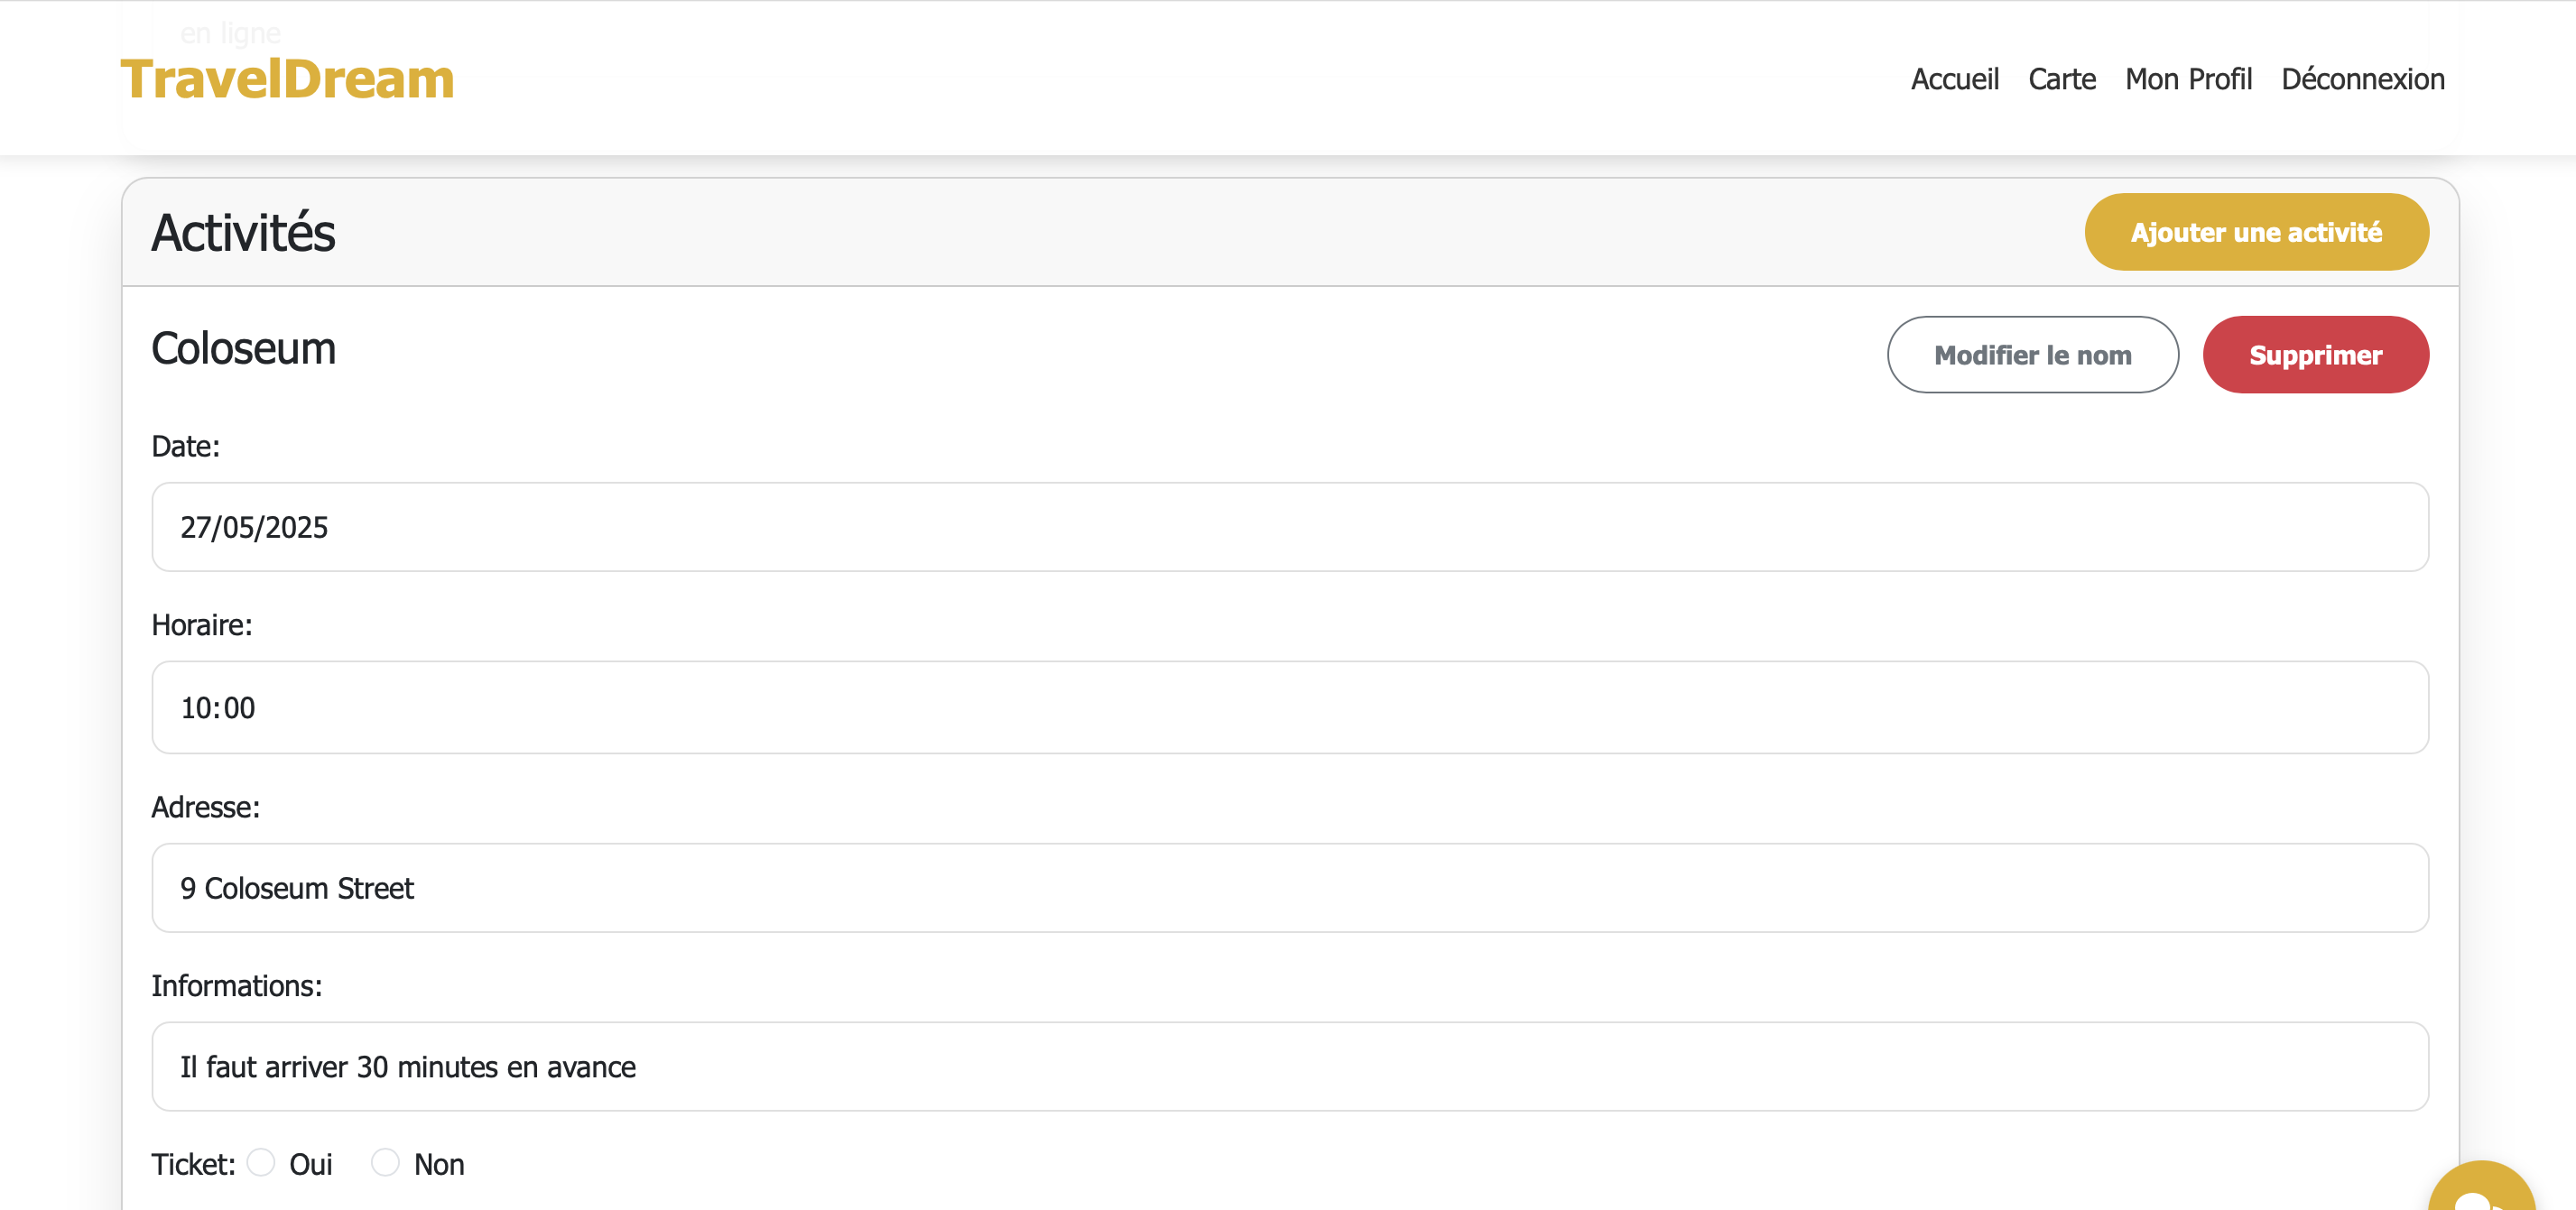 en ligne
TravelDream
Accueil Carte Mon Profil Déconnexion
Activités
Ajouter une activité
Coloseum
Modifier le nom
Supprimer
Date:
27/05/2025
Horaire:
10:00
Adresse:
9 Coloseum Street
Informations:
Il faut arriver 30 minutes en avance
Ticket: Oui Non